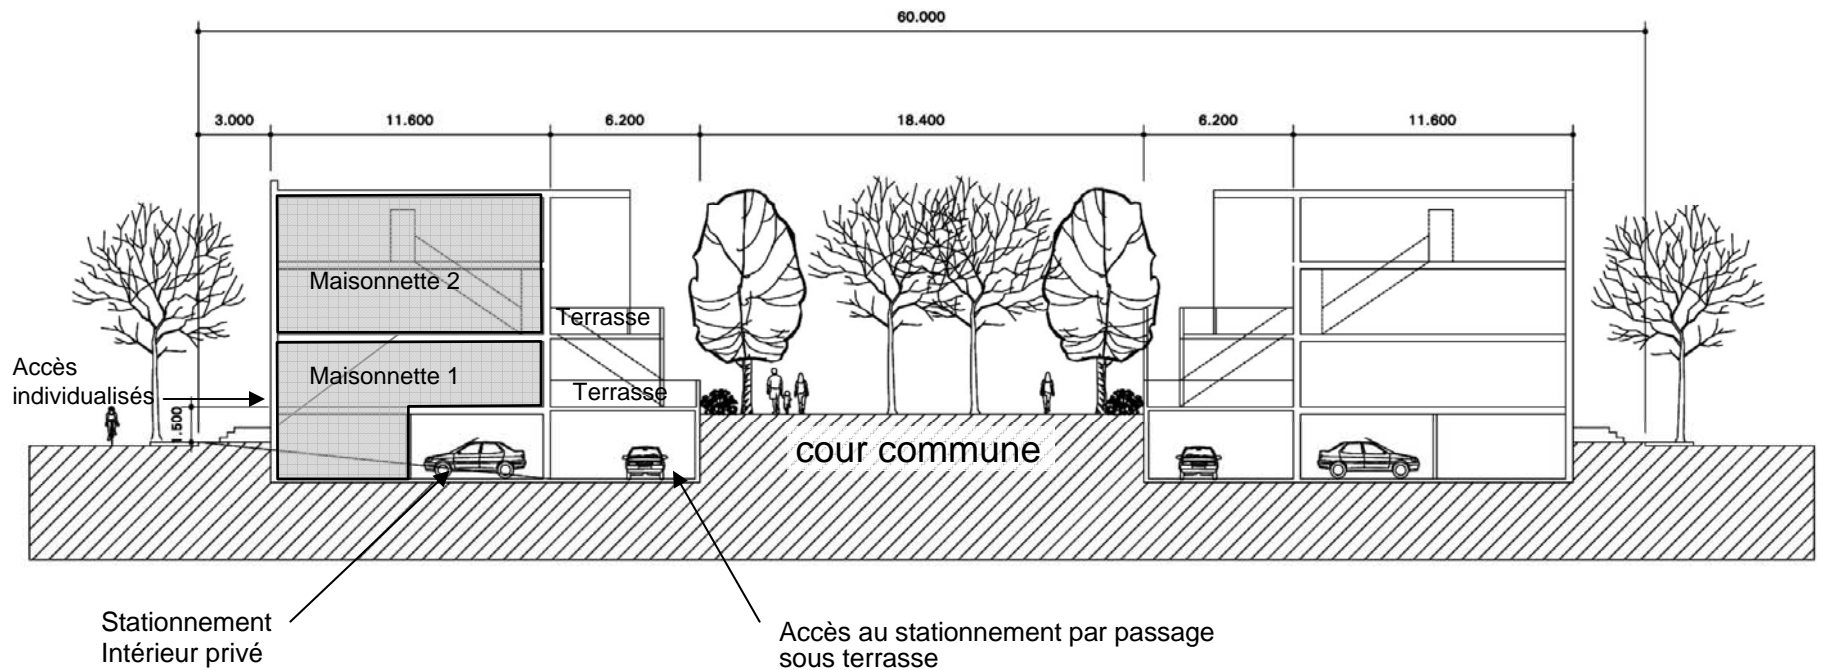 60.000
3.000 11.600 6.200 18.400 6.200 11.600
Maisonnette 2
Terrasse
Accès
individualisés
Maisonnette 1
Terrasse
1.500
cour commune
Stationnement
Intérieur privé
Accès au stationnement par passage
sous terrasse